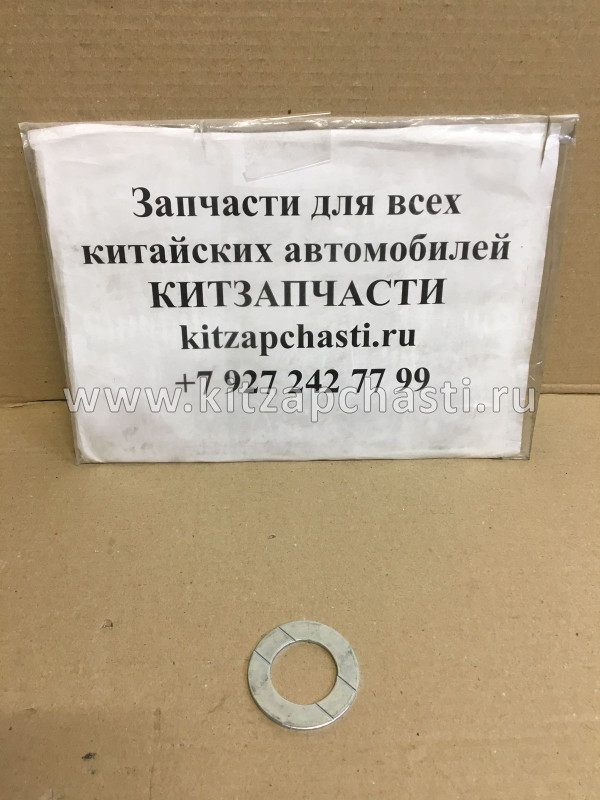 Запчасти для всех
китайских автомобилей
КИТЗАПЧАСТИ
kitzapchasti.ru
+7 927 242 77 99
www.kitzapchasti.ru